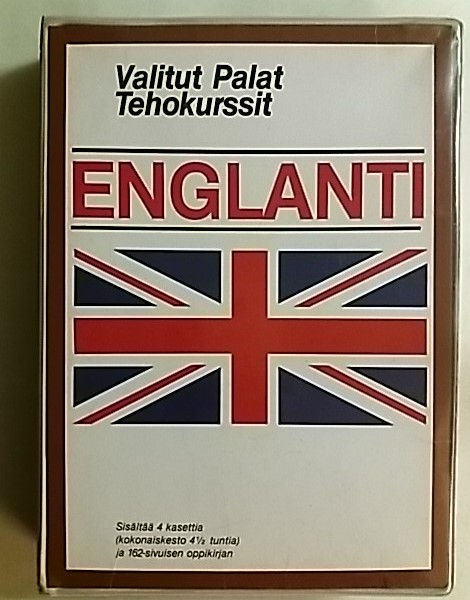 Valitut Palat
Tehokurssit
ENGLANTI
Sisältää 4 kasettia
(kokonaiskesto 4½ tuntia)
ja 162-sivuisen oppikirjan